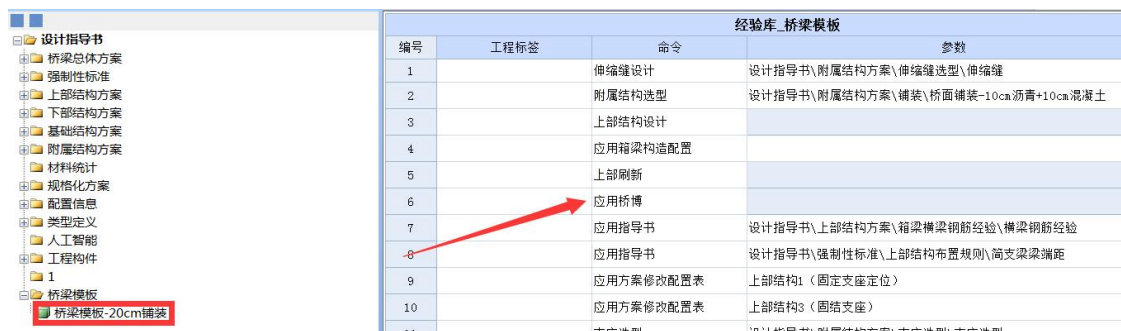 设计指导书
桥梁总体方案
强制性标准
上部结构方案
下部结构方案
基础结构方案
附属结构方案
材料统计
规格化方案
配置信息
类型定义
人工智能
工程构件
1
桥梁模板
桥梁模板-20cm铺装
经验库_桥梁模板
编号 工程标签 命令 参数
1 伸缩缝设计 设计指导书\附属结构方案\伸缩缝选型\伸缩缝
2 附属结构选型 设计指导书\附属结构方案\铺装\桥面铺装-10cm沥青+10cm混凝土
3 上部结构设计
4 应用箱梁构造配置
5 上部刷新
6 应用桥博
7 应用指导书 设计指导书\上部结构方案\箱梁横梁钢筋经验\横梁钢筋经验
8 应用指导书 设计指导书\强制性标准\上部结构布置规则\简支梁梁端距
9 应用方案修改配置表 上部结构1（固定支座定位）
10 应用方案修改配置表 上部结构3（固结支座）